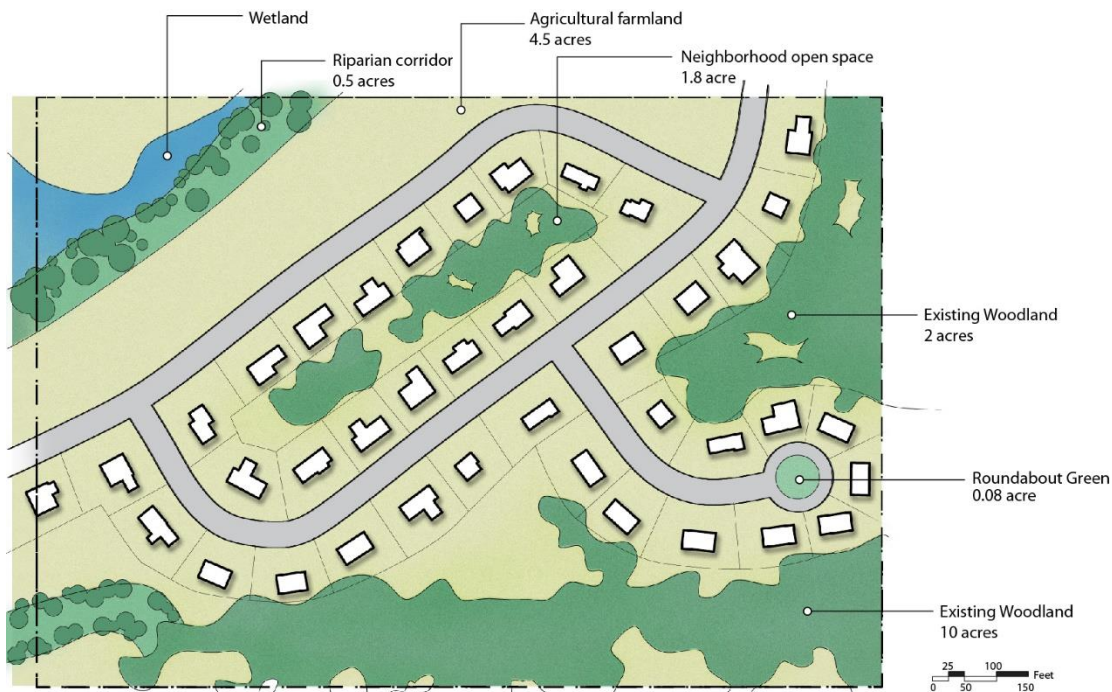 Wetland
Agricultural farmland
4.5 acres
Riparian corridor
0.5 acres
Neighborhood open space
1.8 acre
Existing Woodland
2 acres
Roundabout Green
0.08 acre
Existing Woodland
10 acres
25 100
Feet
0 50 150